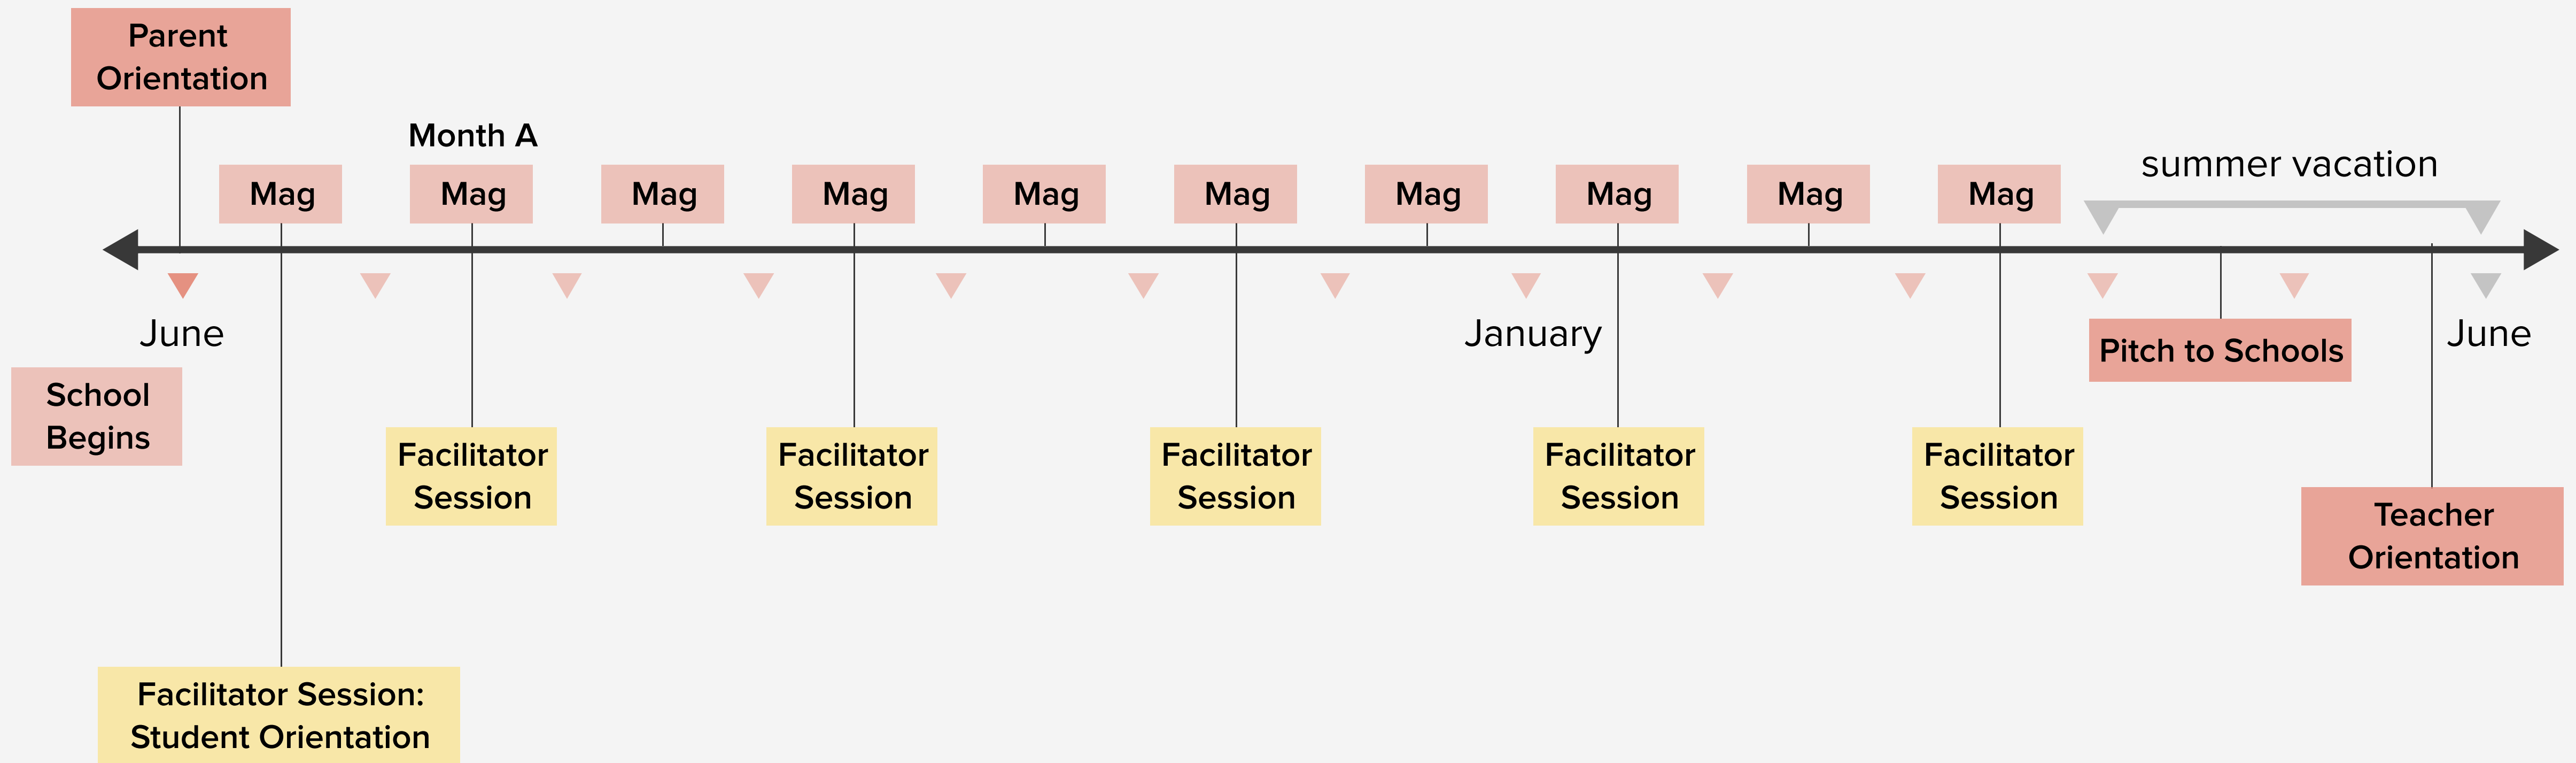 Parent
Orientation
Month A
summer vacation
Mag
Mag
Mag
Mag
Mag
Mag
Mag
Mag
Mag
Mag
June
January
June
Pitch to Schools
School
Begins
Facilitator
Session
Facilitator
Session
Facilitator
Session
Facilitator
Session
Facilitator
Session
Teacher
Orientation
Facilitator Session:
Student Orientation